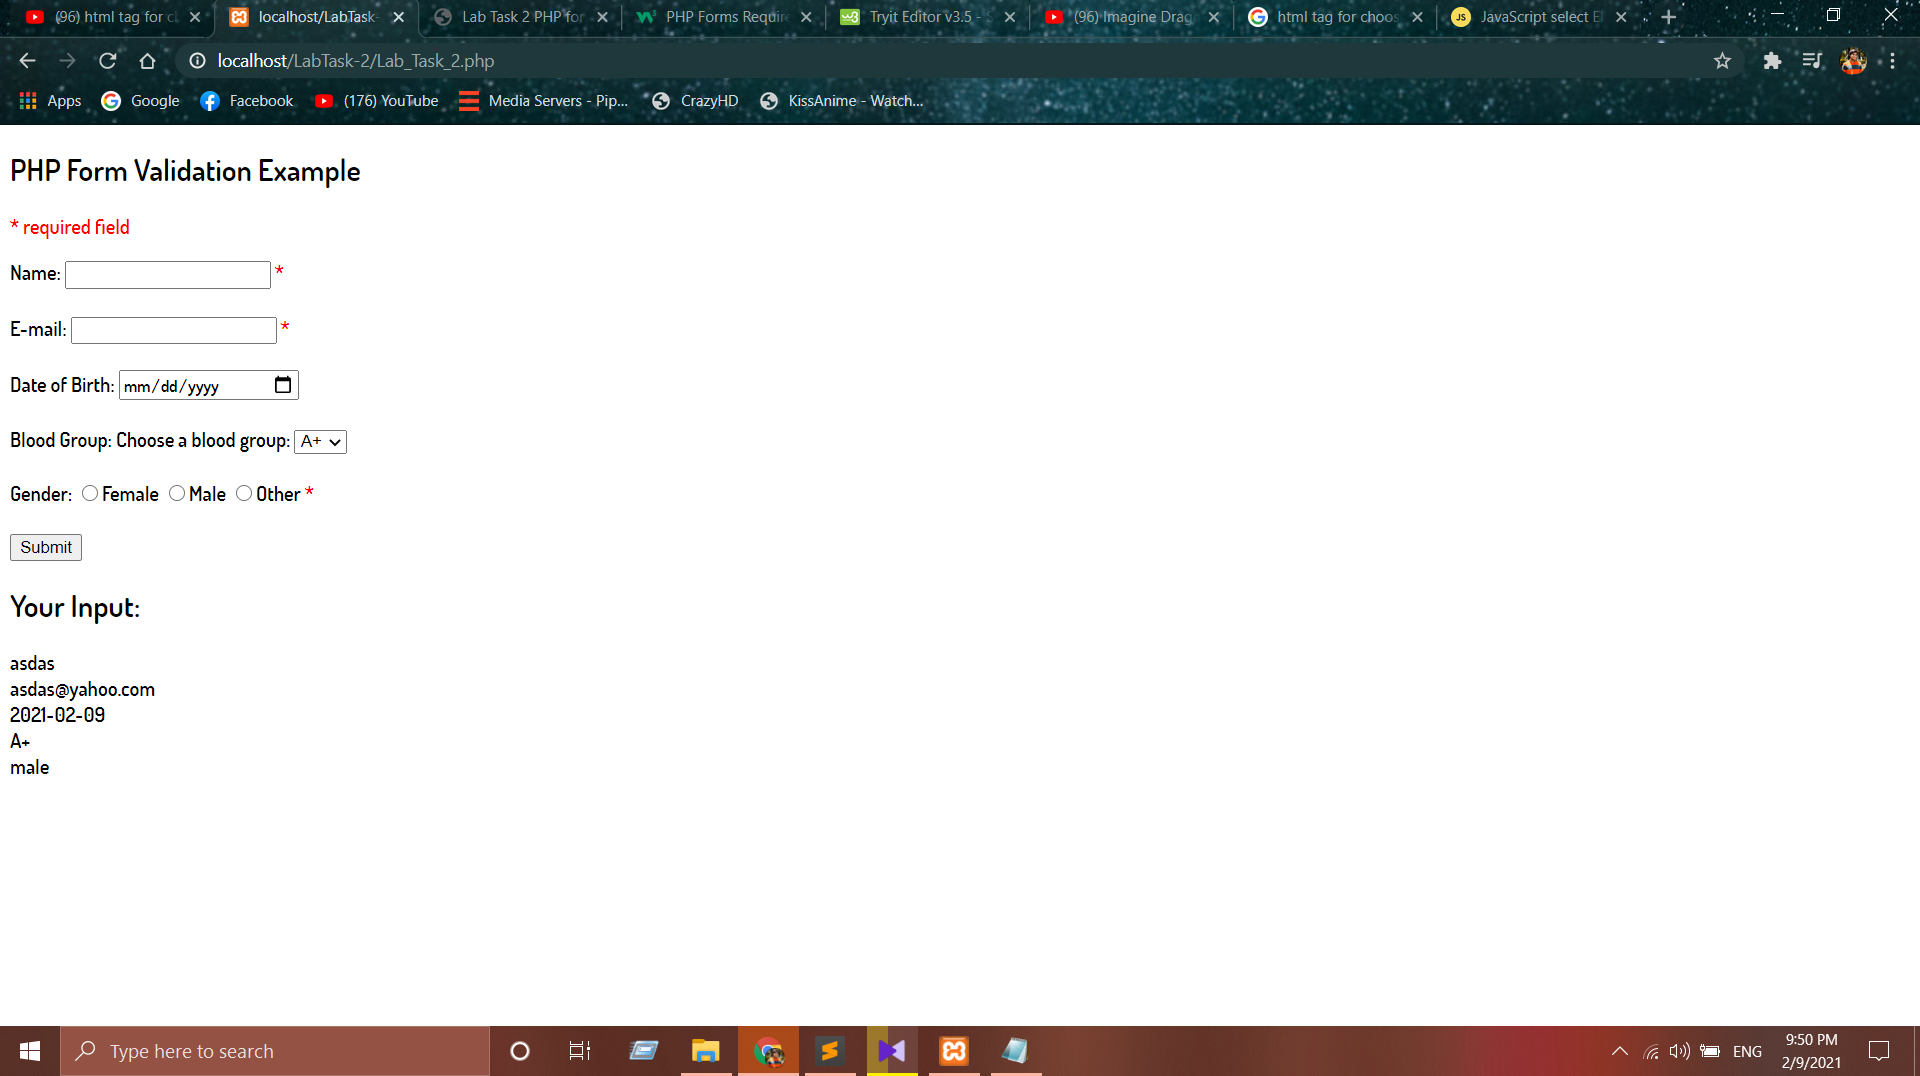 (96) html tag for cl
localhost/LabTask-
Lab Task 2 PHP for
PHP Forms Requir
Tryit Editor v3.5 - S
(96) Imagine Drag
html tag for choos
JS JavaScript select El
localhost/LabTask-2/Lab_Task_2.php
Apps Google Facebook (176) YouTube Media Servers - Pip... CrazyHD KissAnime - Watch...
PHP Form Validation Example
* required field
Name: *
E-mail: *
Date of Birth: mm/dd/yyyy
Blood Group: Choose a blood group: A+
Gender: Female Male Other *
Submit
Your Input:
asdas
asdas@yahoo.com
2021-02-09
A+
male
Type here to search
ENG
9:50 PM
2/9/2021